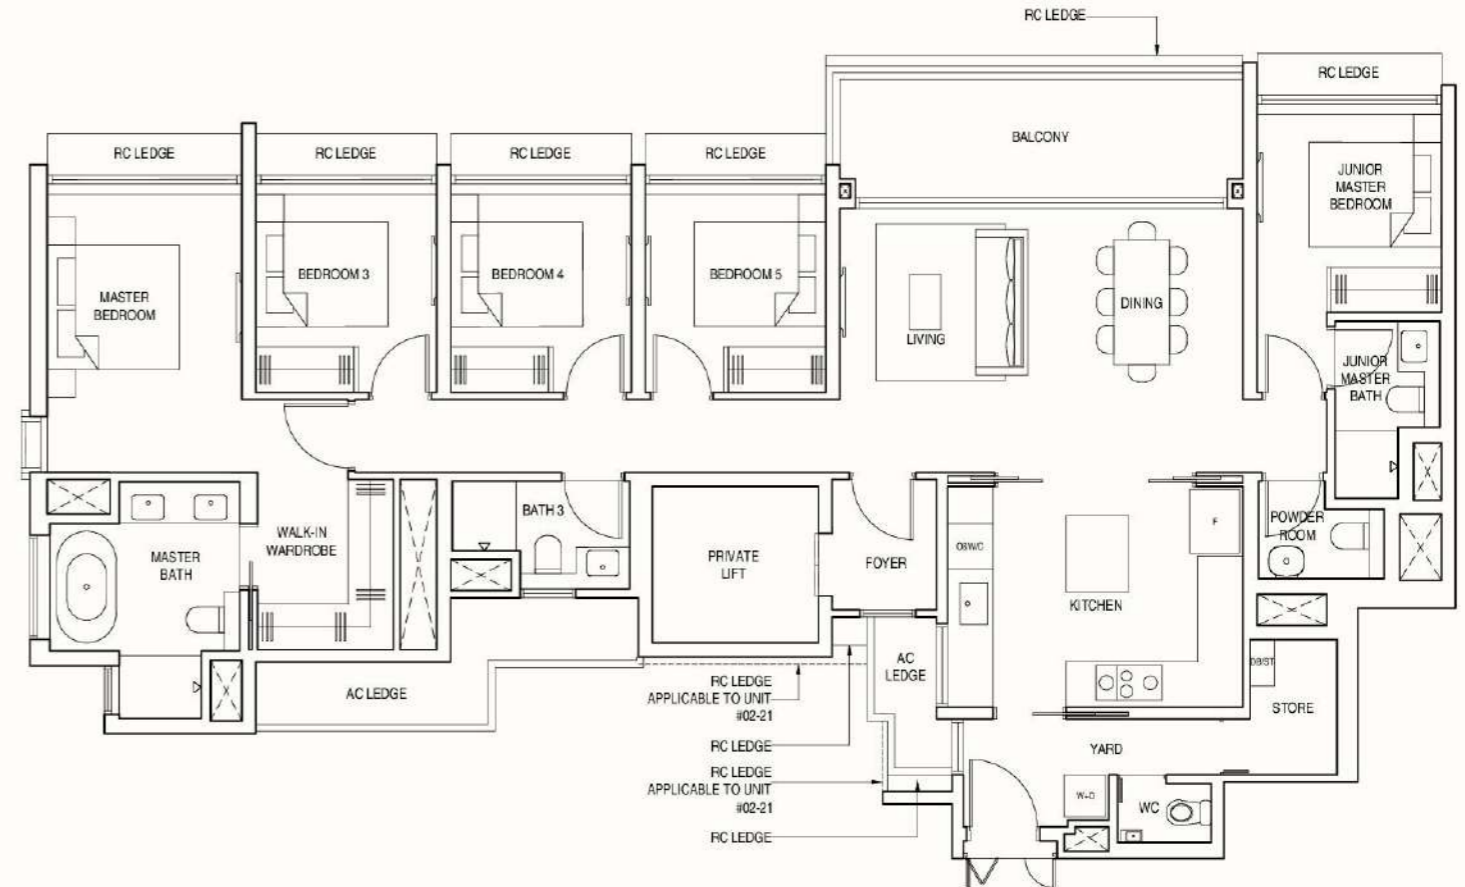 RC LEDGE
RC LEDGE
RC LEDGE
RC LEDGE
RC LEDGE
RC LEDGE
BALCONY
JUNIOR
MASTER
BEDROOM
MASTER
BEDROOM
BEDROOM 3
BEDROOM 4
BEDROOM 5
LIVING
DINING
JUNIOR
MASTER
BATH
MASTER
BATH
WALK-IN
WARDROBE
BATH 3
PRIVATE
LIFT
FOYER
F
POWDER
ROOM
KITCHEN
AC LEDGE
AC
LEDGE
DB/ST
STORE
RC LEDGE
APPLICABLE TO UNIT
#02-21
RC LEDGE
RC LEDGE
APPLICABLE TO UNIT
#02-21
RC LEDGE
YARD
W+D
WC